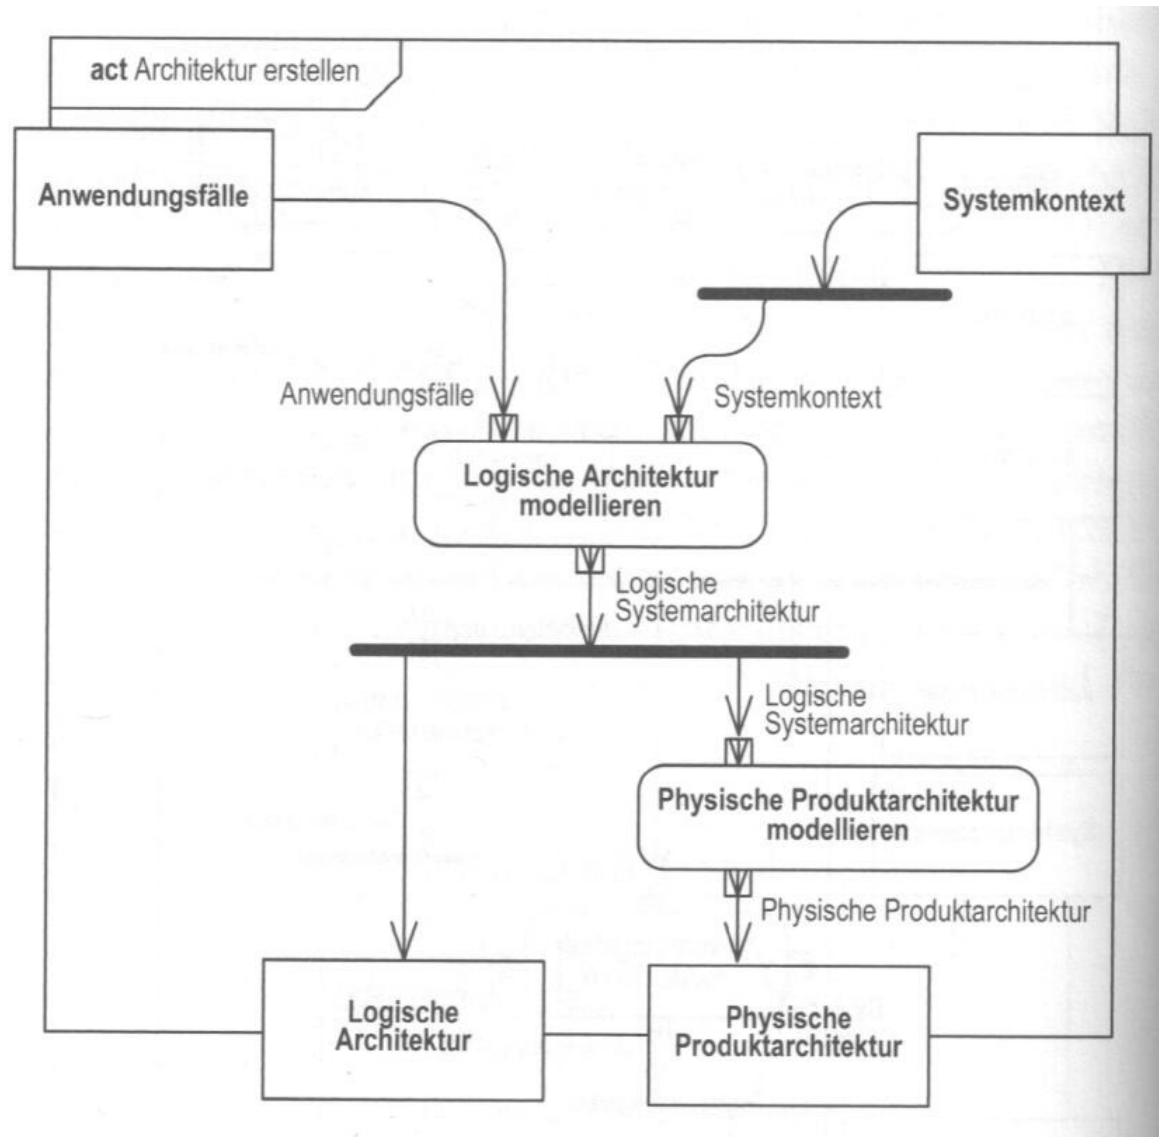 act Architektur erstellen
Anwendungsfälle
Systemkontext
Anwendungsfälle
Systemkontext
Logische Architektur
modellieren
Logische
Systemarchitektur
Logische
Systemarchitektur
Physische Produktarchitektur
modellieren
Physische Produktarchitektur
Logische
Architektur
Physische
Produktarchitektur